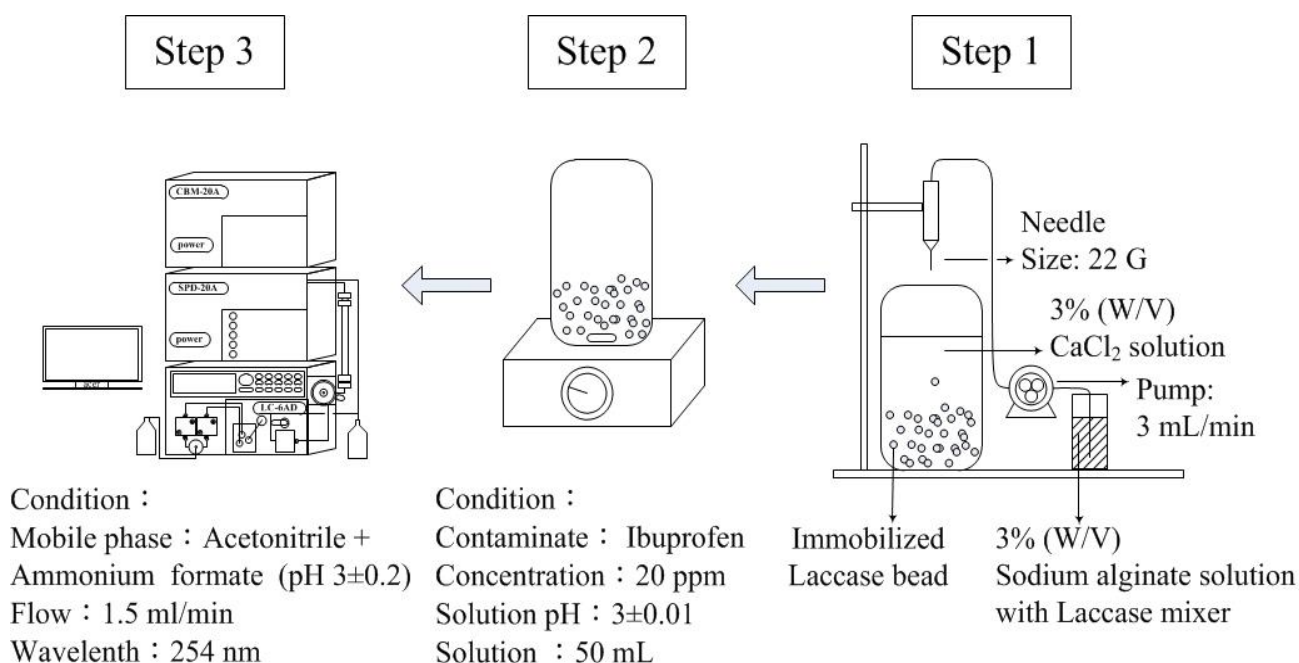 Step 3
Step 2
Step 1
CBM-20A
power
SPD-20A
power
LC-6AD
acer
Needle
Size: 22 G
3% (W/V)
CaCl₂ solution
Pump:
3 mL/min
Condition：
Mobile phase：Acetonitrile +
Ammonium formate (pH 3±0.2)
Flow：1.5 ml/min
Wavelenth：254 nm
Condition：
Contaminate： Ibuprofen
Concentration：20 ppm
Solution pH：3±0.01
Solution ：50 mL
Immobilized
Laccase bead
3% (W/V)
Sodium alginate solution
with Laccase mixer